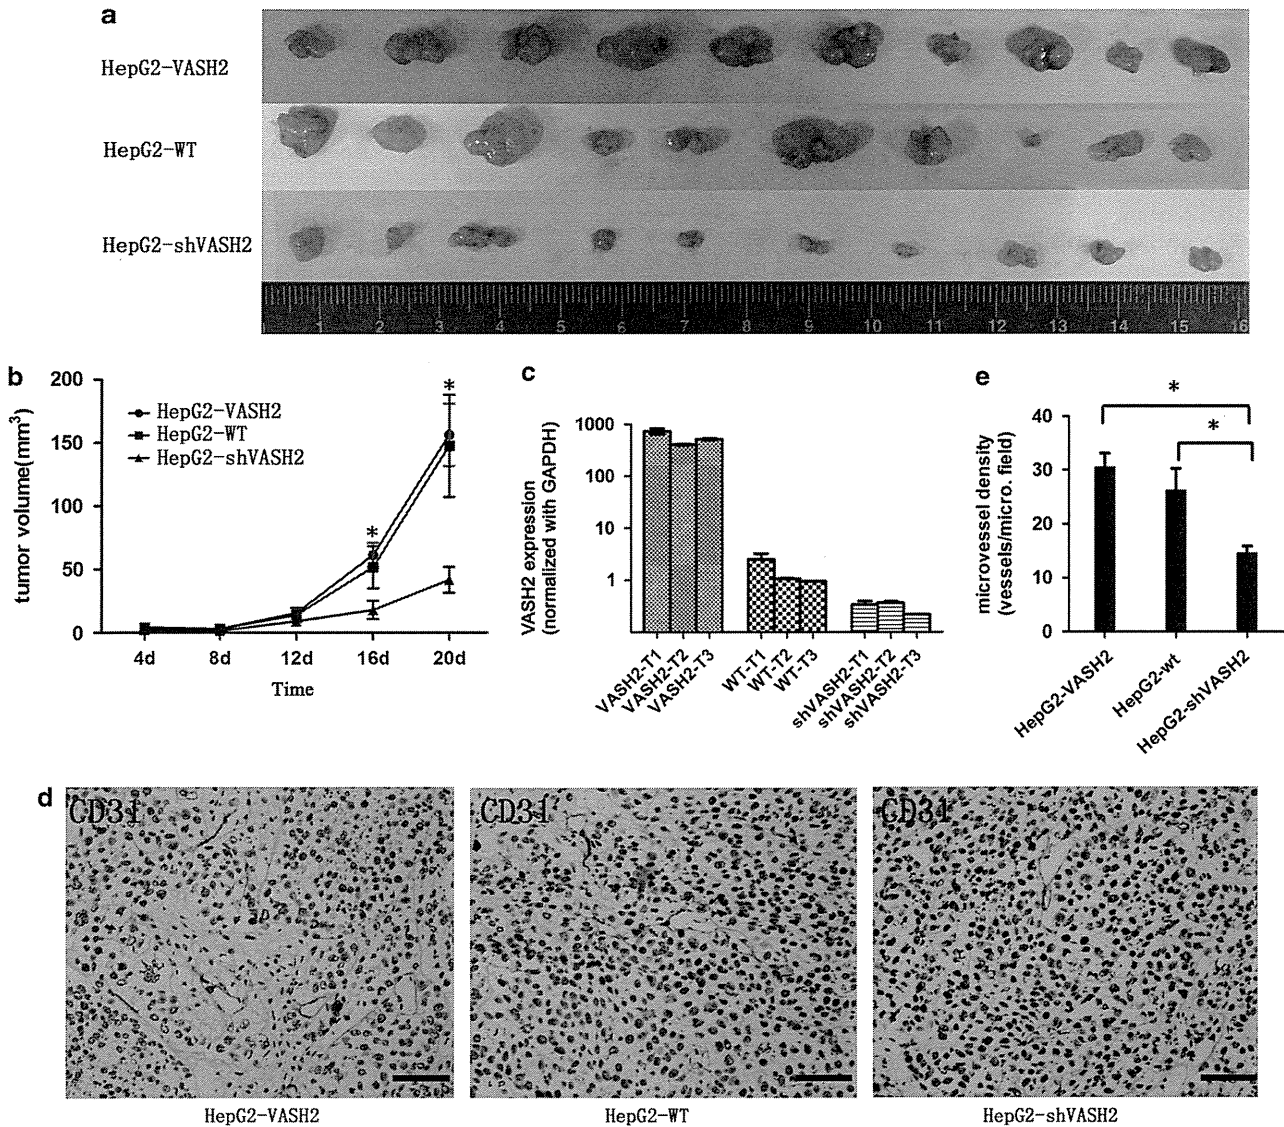 a
HepG2-VASH2
HepG2-WT
HepG2-shVASH2
1 2 3 4 5 6 7 8 9 10 11 12 13 14 15 16
b
tumor volume(mm3)
200
150
100
50
0
HepG2-VASH2
HepG2-WT
HepG2-shVASH2
*
*
4d 8d 12d 16d 20d
Time
c
VASH2 expression
(normalized with GAPDH)
1000
100
10
1
VASH2-T1
VASH2-T2
VASH2-T3
WT-T1
WT-T2
WT-T3
shVASH2-T1
shVASH2-T2
shVASH2-T3
e
microvessel density
(vessels/micro. field)
40
30
20
10
0
*
*
HepG2-VASH2
HepG2-wt
HepG2-shVASH2
d
CD31
CD31
CD31
HepG2-VASH2
HepG2-WT
HepG2-shVASH2